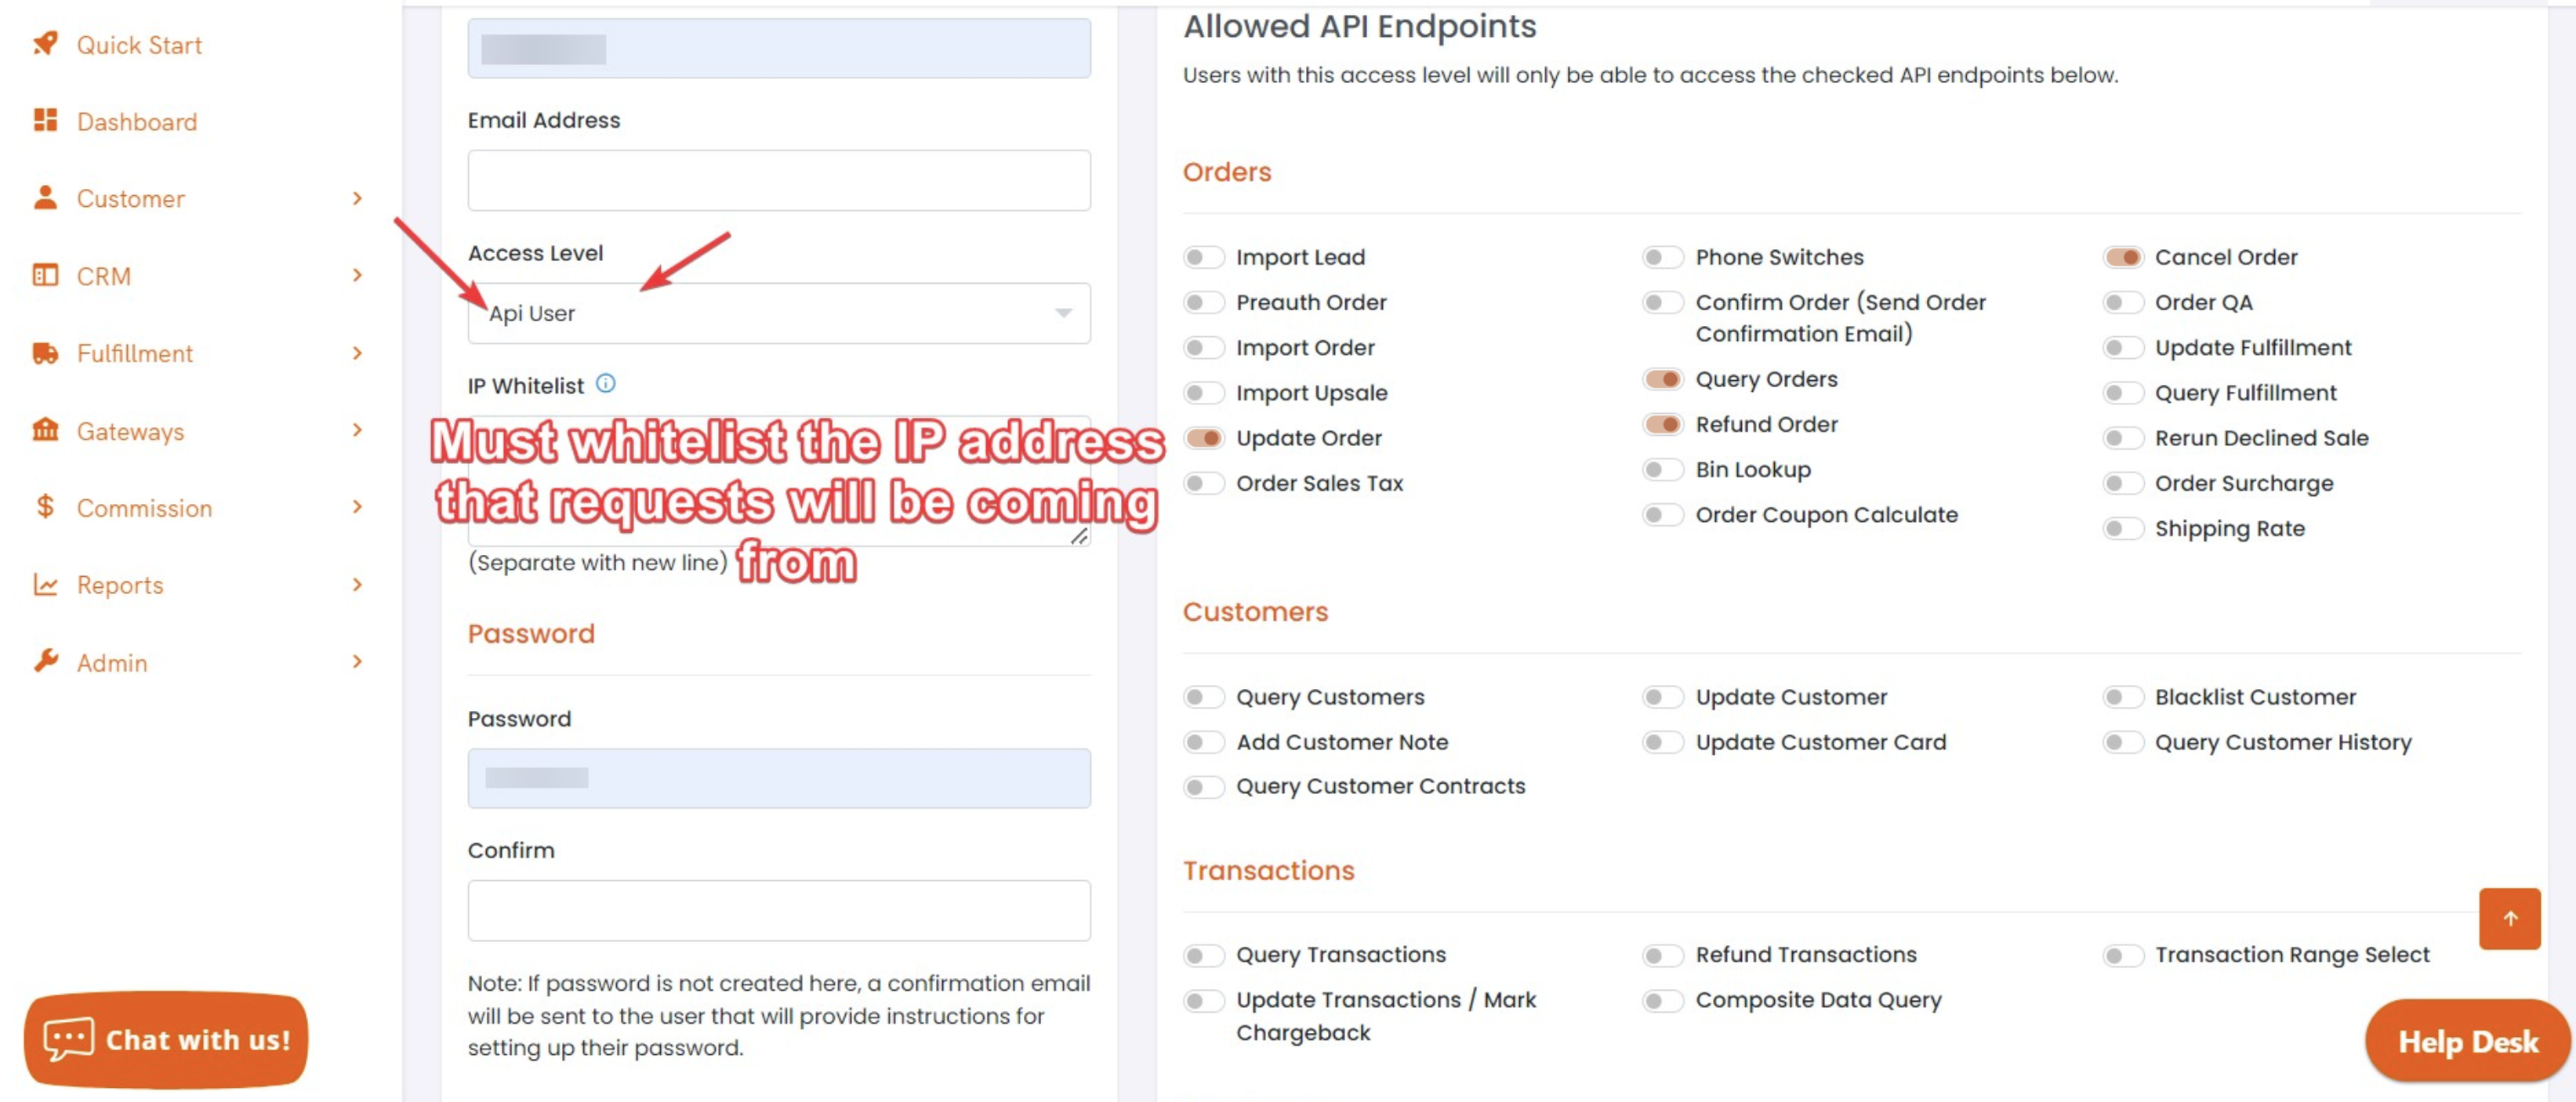 Quick Start
Dashboard
Customer
CRM
Fulfillment
Gateways
Commission
Reports
Admin
Chat with us!
Email Address
Access Level
Api User
IP Whitelist
Must whitelist the IP address
that requests will be coming
from
(Separate with new line)
Password
Password
Confirm
Note: If password is not created here, a confirmation email
will be sent to the user that will provide instructions for
setting up their password.
Allowed API Endpoints
Users with this access level will only be able to access the checked API endpoints below.
Orders
Import Lead
Preauth Order
Import Order
Import Upsale
Update Order
Order Sales Tax
Phone Switches
Confirm Order (Send Order
Confirmation Email)
Query Orders
Refund Order
Bin Lookup
Order Coupon Calculate
Cancel Order
Order QA
Update Fulfillment
Query Fulfillment
Rerun Declined Sale
Order Surcharge
Shipping Rate
Customers
Query Customers
Add Customer Note
Query Customer Contracts
Update Customer
Update Customer Card
Blacklist Customer
Query Customer History
Transactions
Query Transactions
Update Transactions / Mark
Chargeback
Refund Transactions
Composite Data Query
Transaction Range Select
Help Desk